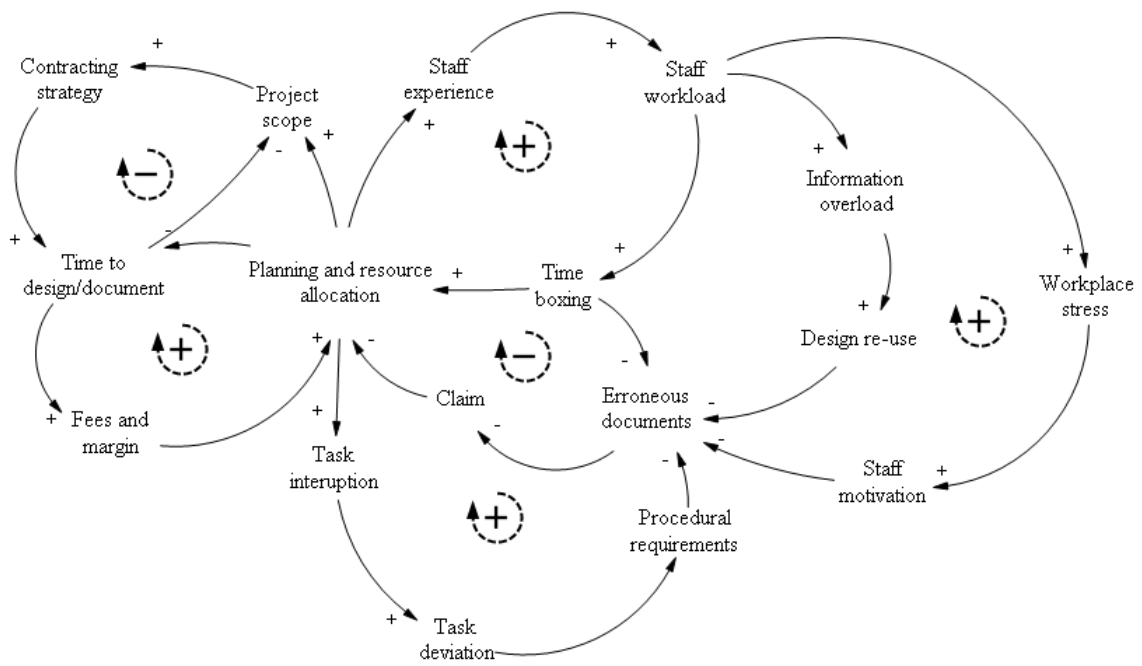 +
Contracting
strategy
-
Project
scope
+
-
Staff
experience
+
+
Staff
workload
+
+
Information
overload
-
+
Time to
design/document
-
Planning and resource
allocation
+
Time
boxing
+
+
Workplace
stress
+
+
Design re-use
+
-
-
+
Fees and
margin
+
-
Claim
-
Erroneous
documents
-
-
+
Task
interuption
-
Staff
motivation
+
+
Procedural
requirements
+
Task
deviation